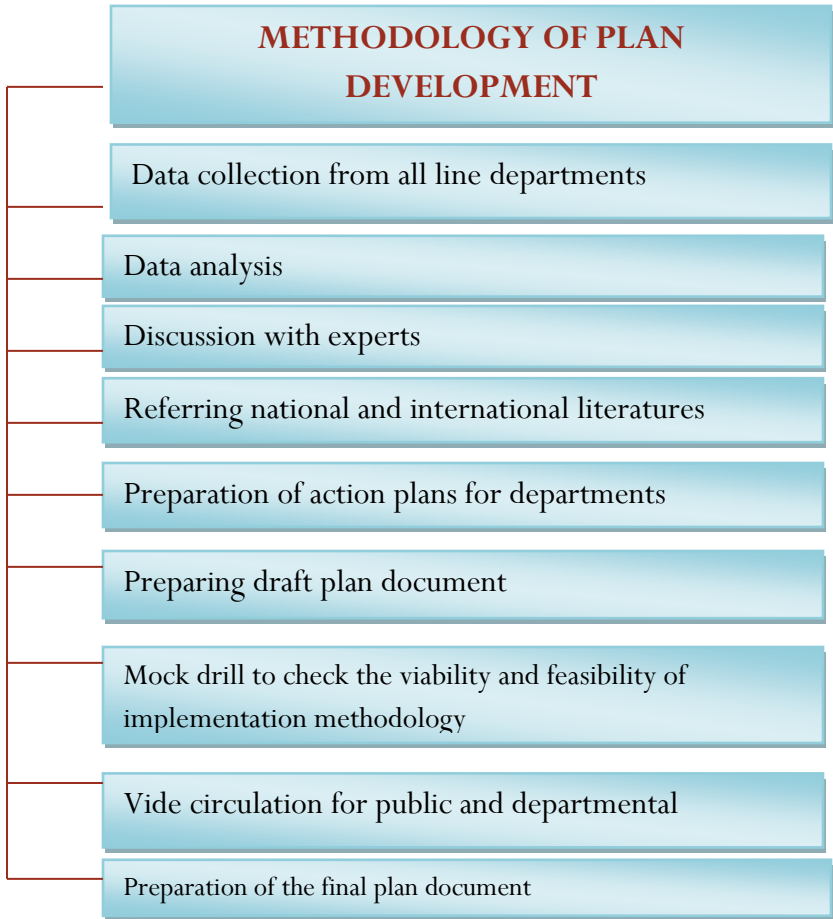 METHODOLOGY OF PLAN
DEVELOPMENT
Data collection from all line departments
Data analysis
Discussion with experts
Referring national and international literatures
Preparation of action plans for departments
Preparing draft plan document
Mock drill to check the viability and feasibility of
implementation methodology
Vide circulation for public and departmental
Preparation of the final plan document